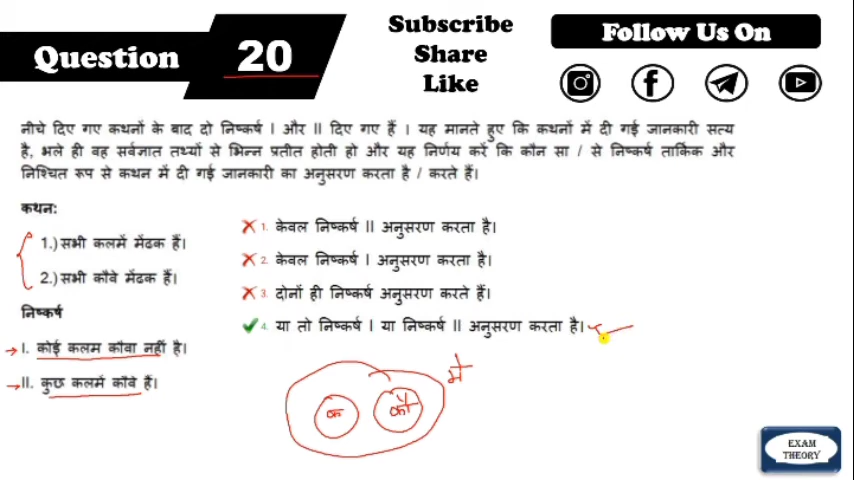 Question 20
Subscribe
Share
Like
Follow Us On
नीचे दिए गए कथनों के बाद दो निष्कर्ष I और II दिए गए हैं । यह मानते हुए कि कथनों में दी गई जानकारी सत्य
है, भले ही वह सर्वज्ञात तथ्यों से भिन्न प्रतीत होती हो और यह निर्णय करें कि कौन सा / से निष्कर्ष तार्किक और
निश्चित रूप से कथन में दी गई जानकारी का अनुसरण करता है / करते हैं।
कथन:
1.) सभी कलमें मेंढक हैं।
2.) सभी कौवे मेंढक हैं।
निष्कर्ष
I. कोई कलम कौवा नहीं है।
II. कुछ कलमें कौवे हैं।
1. केवल निष्कर्ष II अनुसरण करता है।
2. केवल निष्कर्ष I अनुसरण करता है।
3. दोनों ही निष्कर्ष अनुसरण करते हैं।
4. या तो निष्कर्ष I या निष्कर्ष II अनुसरण करता है।
में
क
कौ
EXAM
THEORY